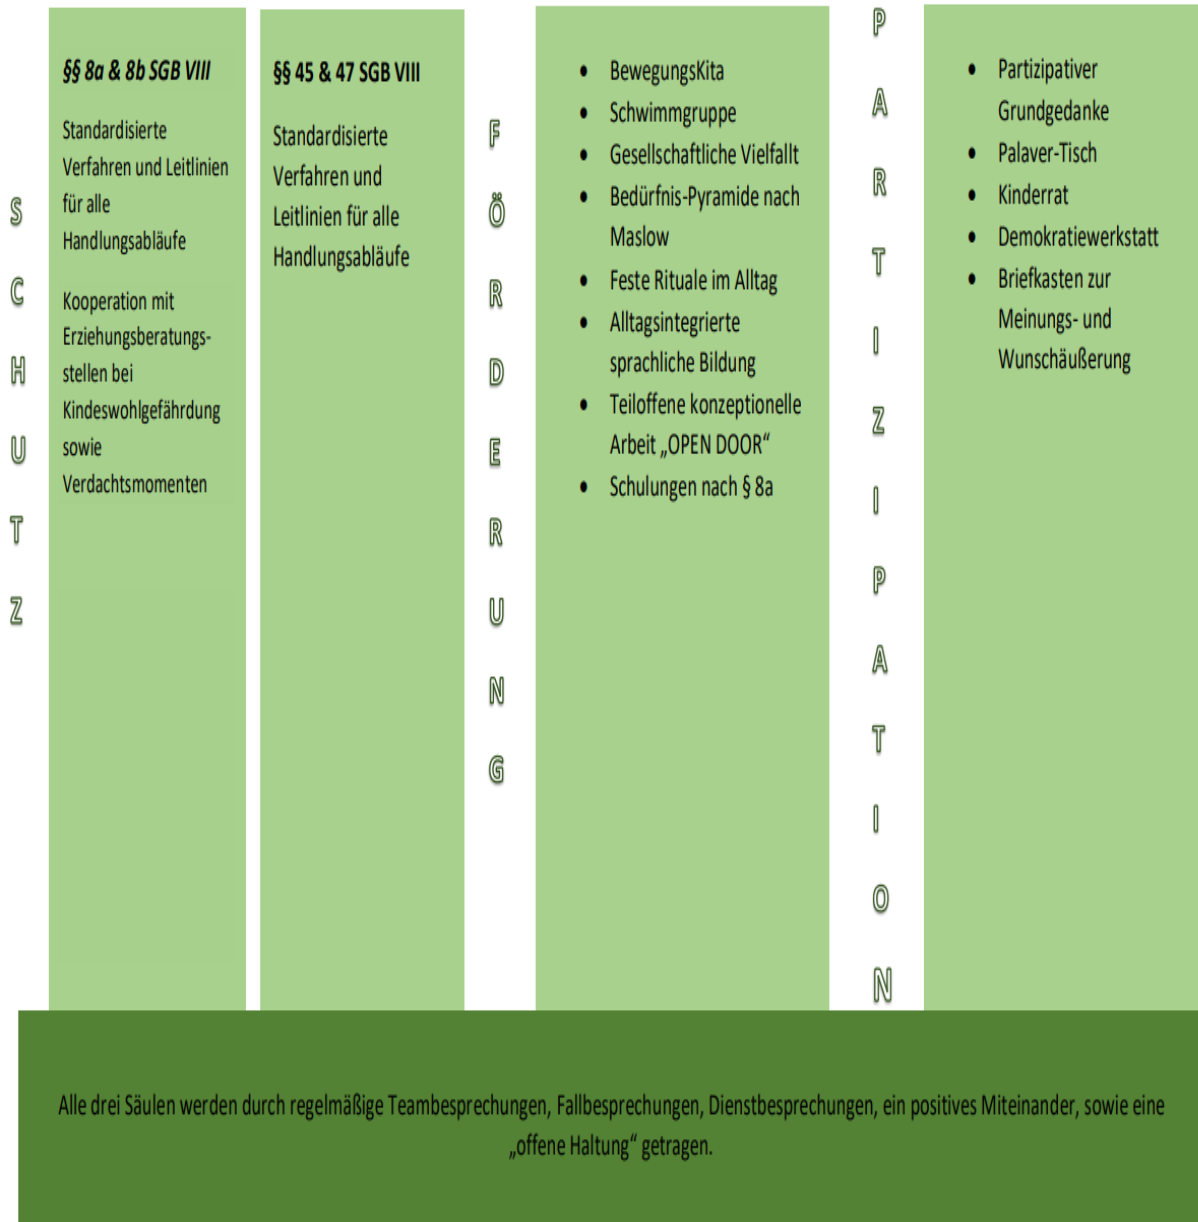 SCHUTZ
§§ 8a & 8b SGB VIII
Standardisierte
Verfahren und Leitlinien
für alle
Handlungsabläufe
Kooperation mit
Erziehungsberatungs-
stellen bei
Kindeswohlgefährdung
sowie
Verdachtsmomenten
§§ 45 & 47 SGB VIII
Standardisierte
Verfahren und
Leitlinien für alle
Handlungsabläufe
FÖRDERUNG
• BewegungsKita
• Schwimmgruppe
• Gesellschaftliche Vielfallt
• Bedürfnis-Pyramide nach
Maslow
• Feste Rituale im Alltag
• Alltagsintegrierte
sprachliche Bildung
• Teiloffene konzeptionelle
Arbeit „OPEN DOOR“
• Schulungen nach § 8a
PARTIZIPATION
• Partizipativer
Grundgedanke
• Palaver-Tisch
• Kinderrat
• Demokratiewerkstatt
• Briefkasten zur
Meinungs- und
Wunschäußerung
Alle drei Säulen werden durch regelmäßige Teambesprechungen, Fallbesprechungen, Dienstbesprechungen, ein positives Miteinander, sowie eine
„offene Haltung“ getragen.